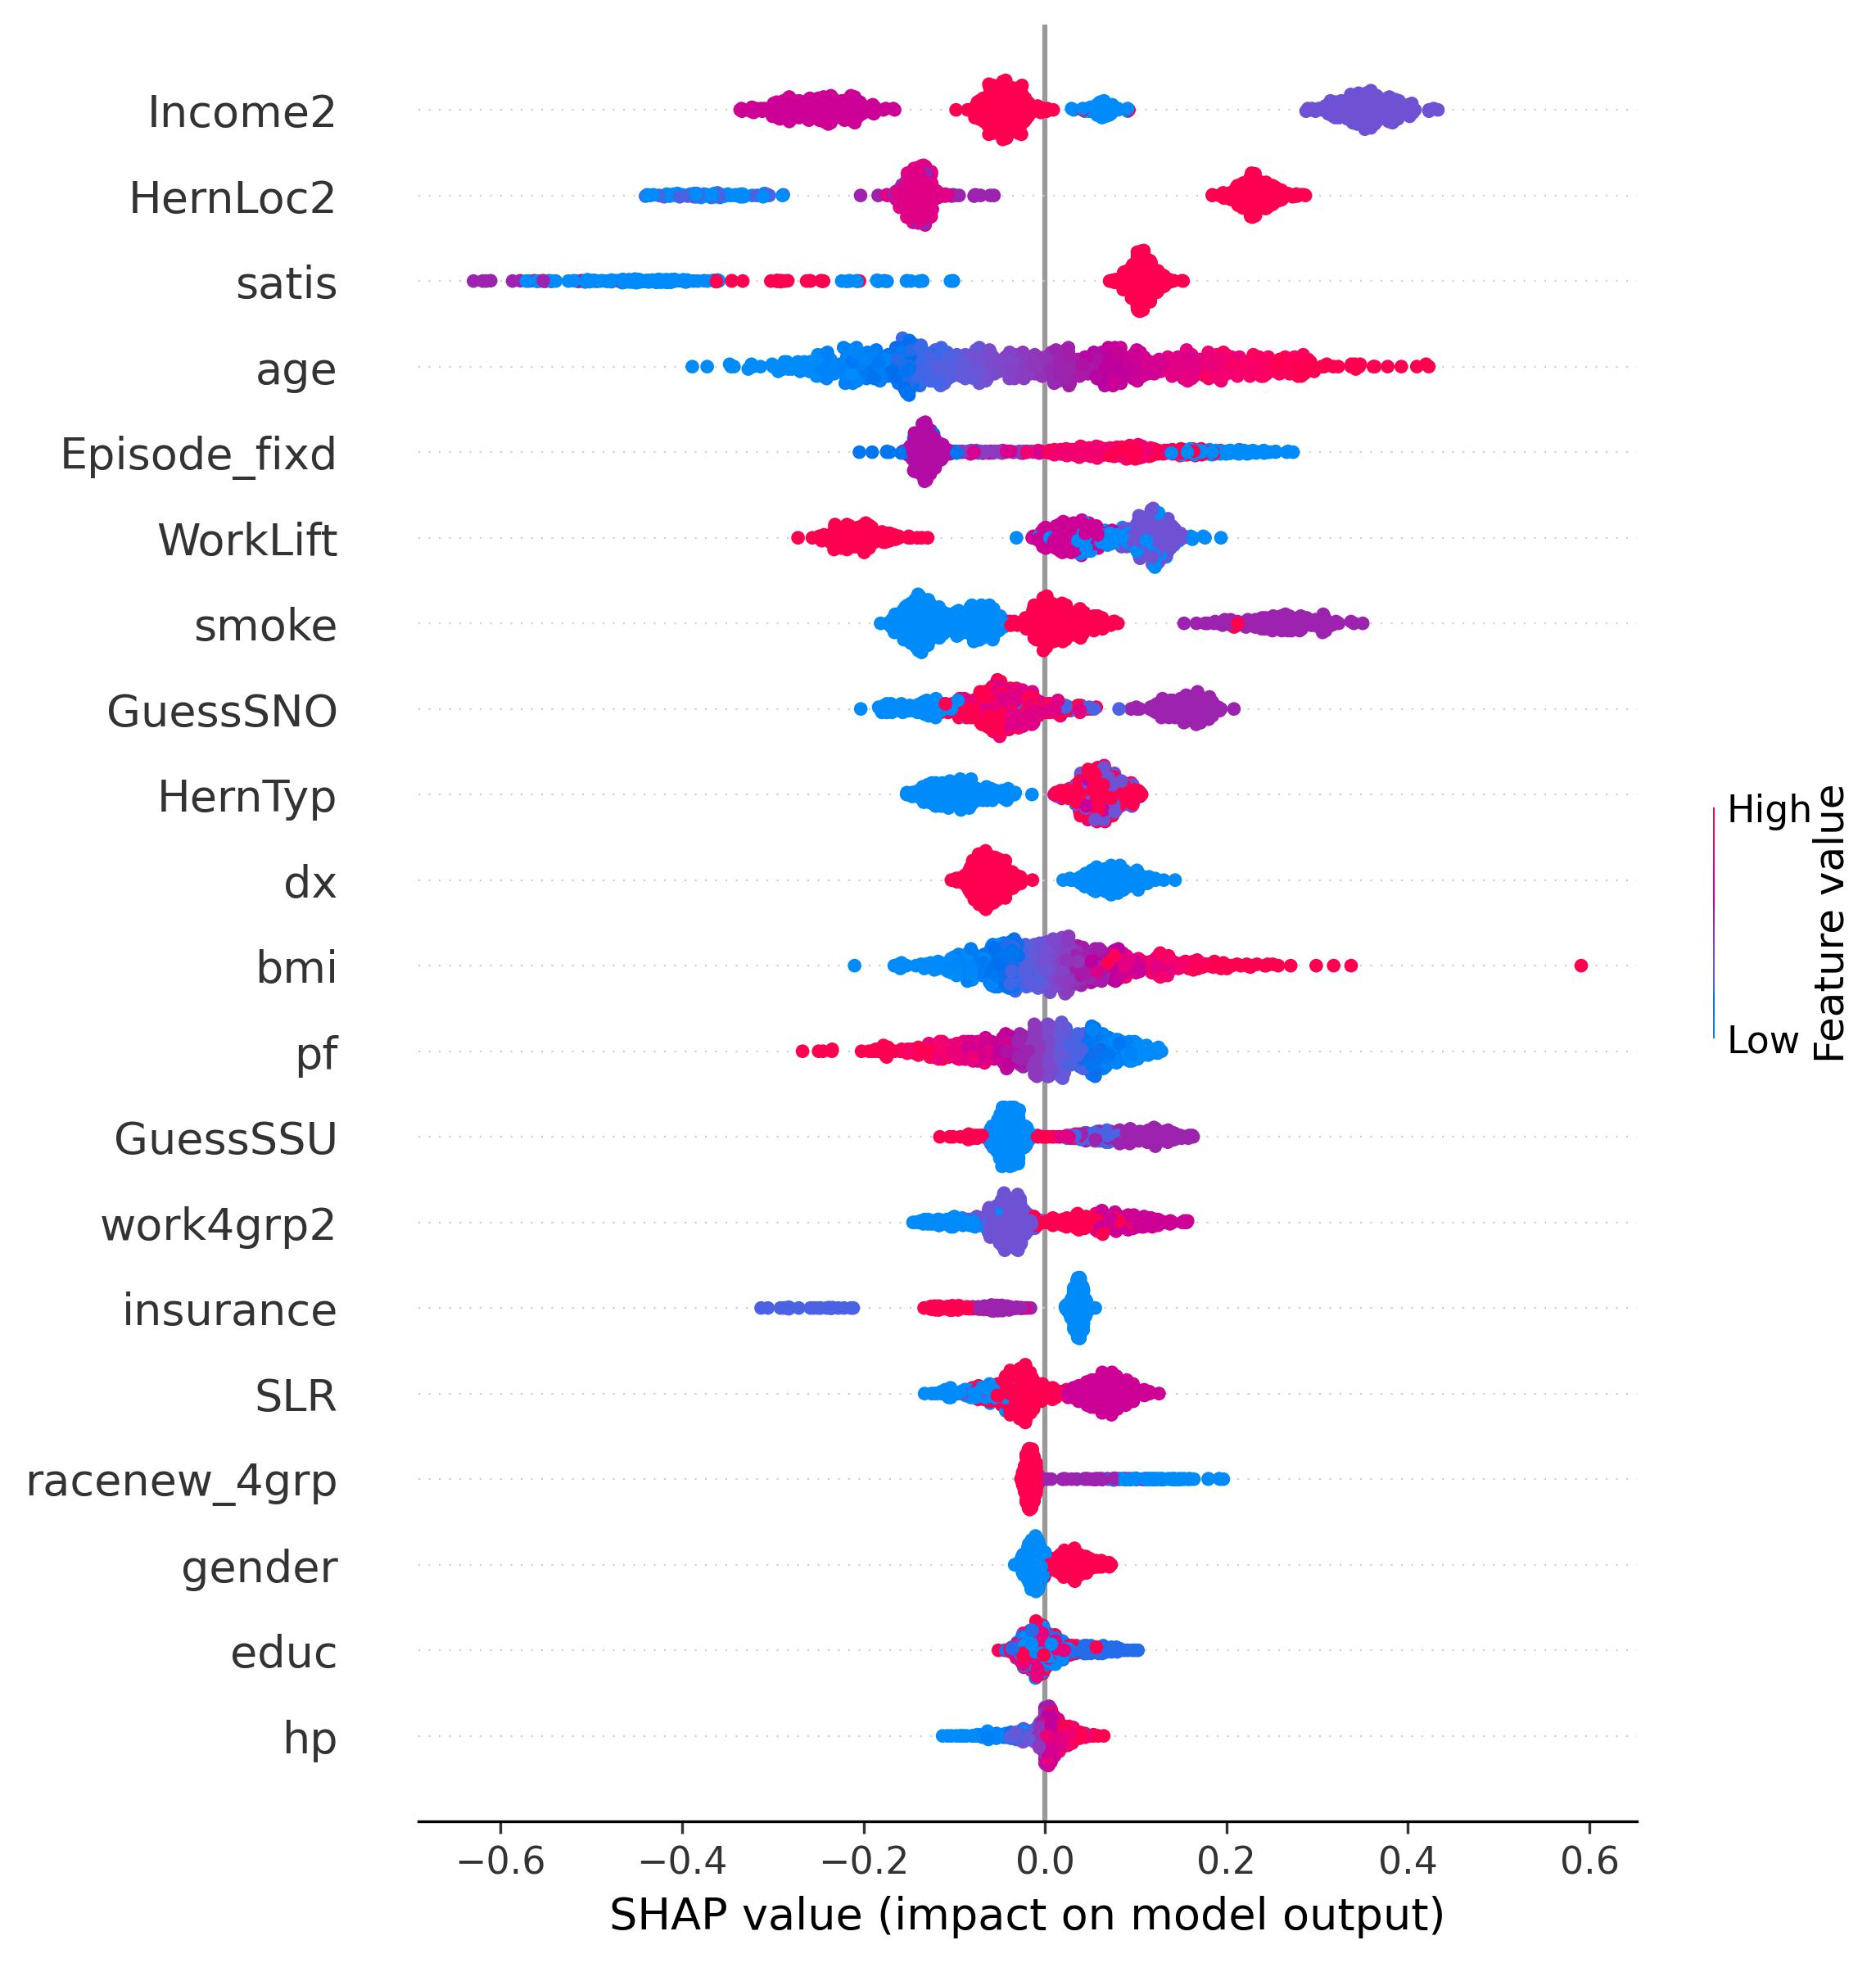 Income2
HernLoc2
satis
age
Episode_fixd
WorkLift
smoke
GuessSNO
HernTyp
dx
bmi
pf
GuessSSU
work4grp2
insurance
SLR
racenew_4grp
gender
educ
hp
−0.6 −0.4 −0.2 0.0 0.2 0.4 0.6
SHAP value (impact on model output)
High
Low
Feature value